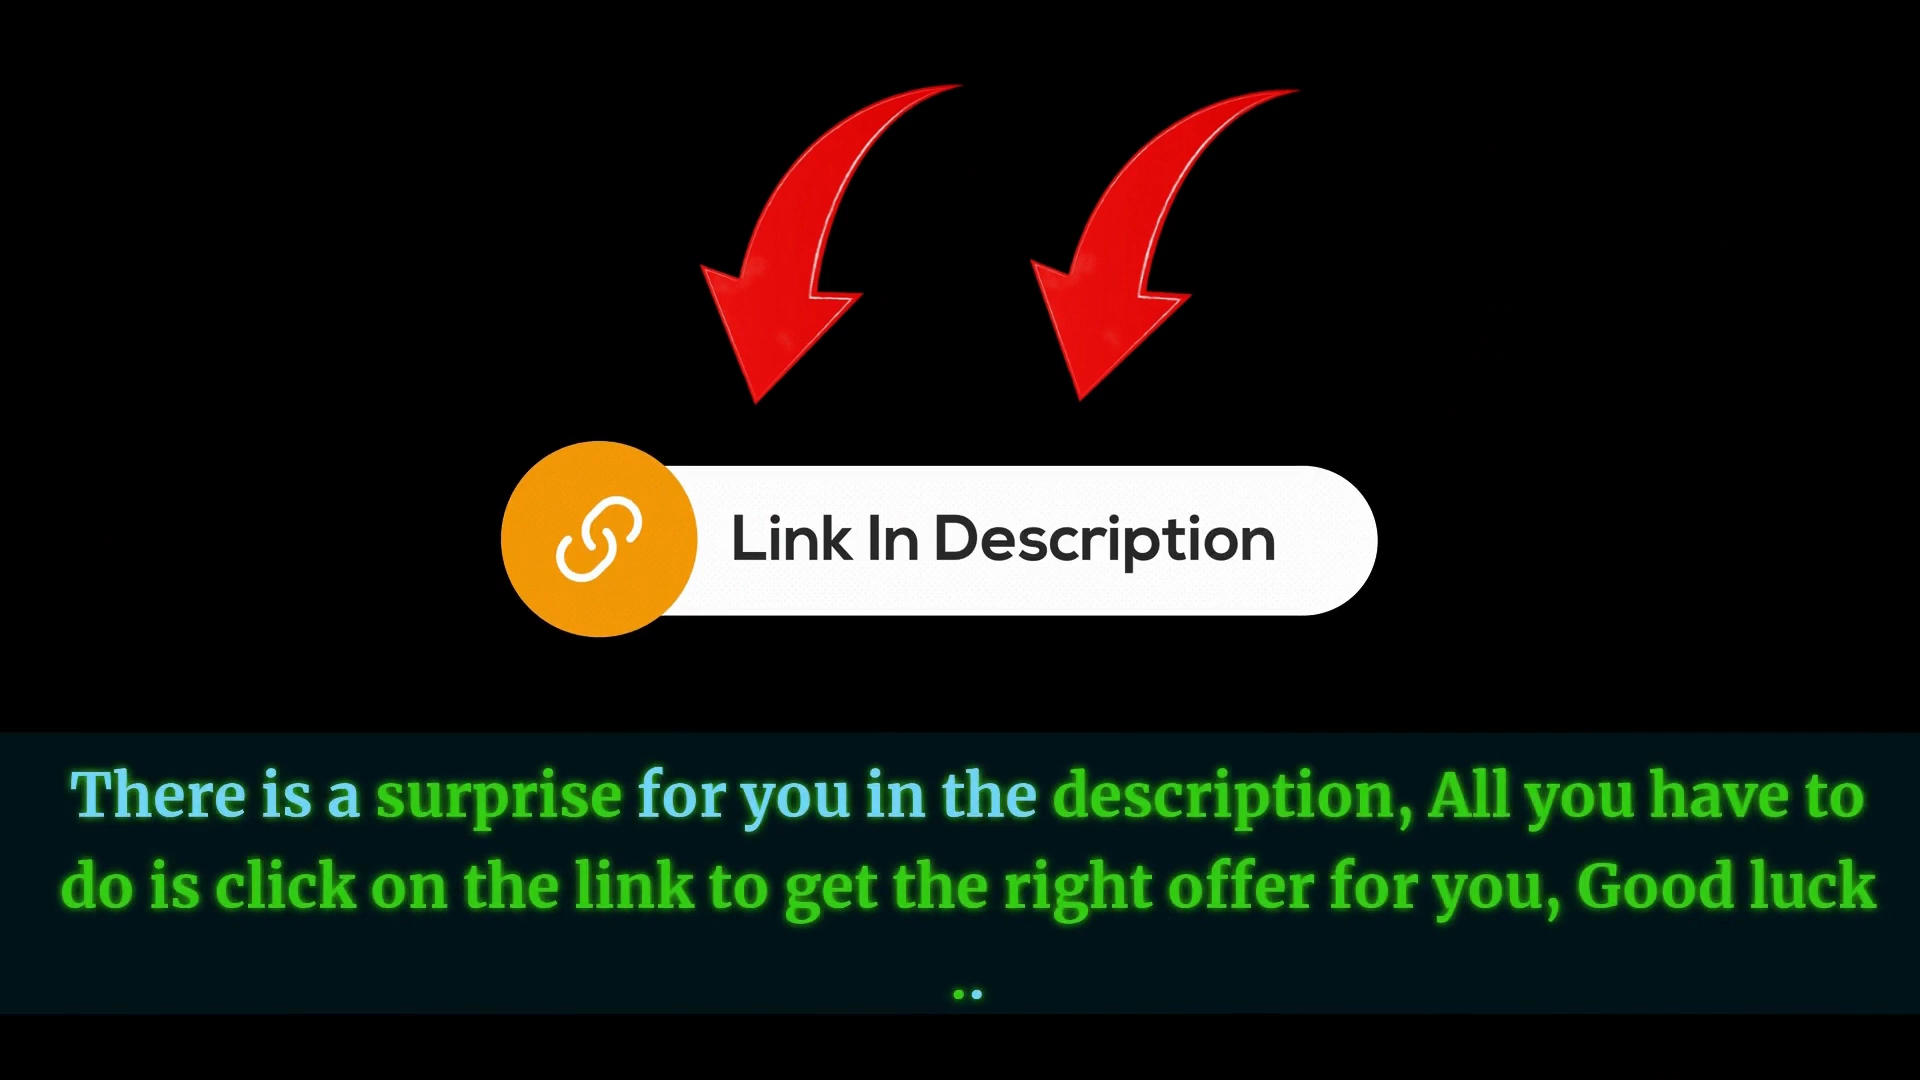 Link In Description
There is a surprise for you in the description, All you have to
do is click on the link to get the right offer for you, Good luck
..